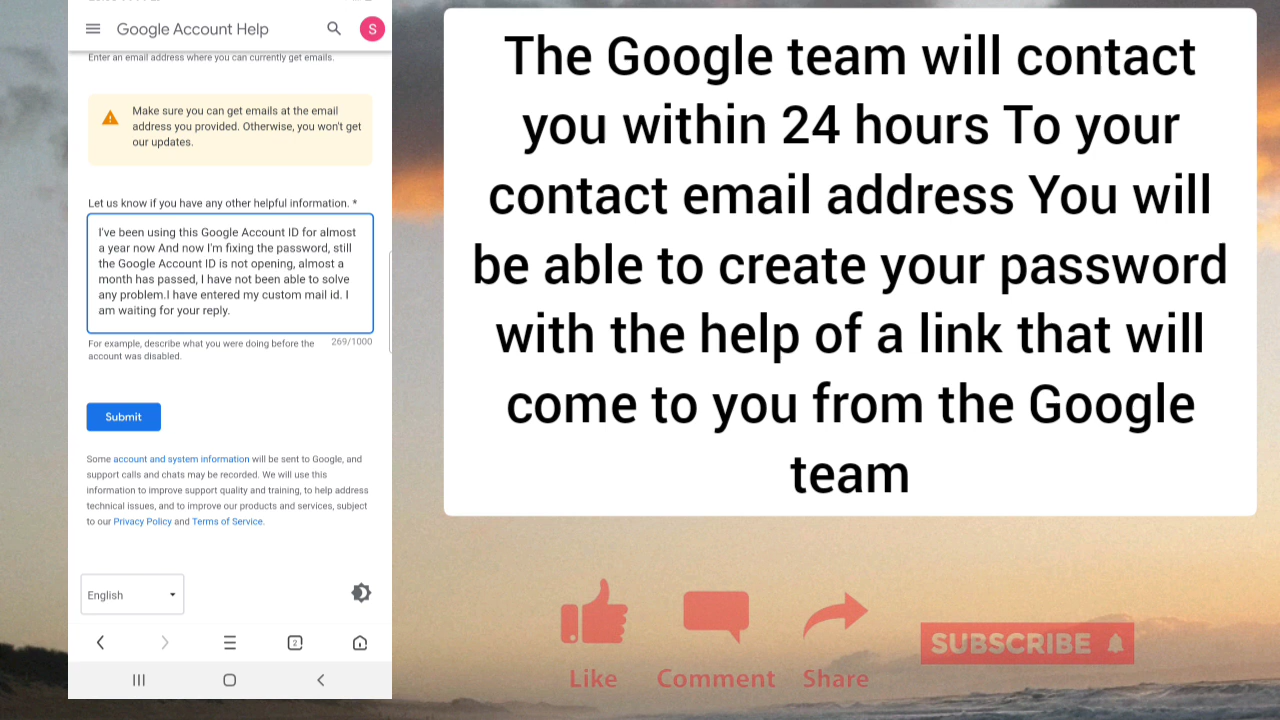 Google Account Help
S
Enter an email address where you can currently get emails.
Make sure you can get emails at the email
address you provided. Otherwise, you won't get
our updates.
Let us know if you have any other helpful information. *
I've been using this Google Account ID for almost
a year now And now I'm fixing the password, still
the Google Account ID is not opening, almost a
month has passed, I have not been able to solve
any problem.I have entered my custom mail id. I
am waiting for your reply.
For example, describe what you were doing before the
account was disabled.
269/1000
Submit
Some account and system information will be sent to Google, and
support calls and chats may be recorded. We will use this
information to improve support quality and training, to help address
technical issues, and to improve our products and services, subject
to our Privacy Policy and Terms of Service.
English
2
The Google team will contact
you within 24 hours To your
contact email address You will
be able to create your password
with the help of a link that will
come to you from the Google
team
Like
Comment
Share
SUBSCRIBE